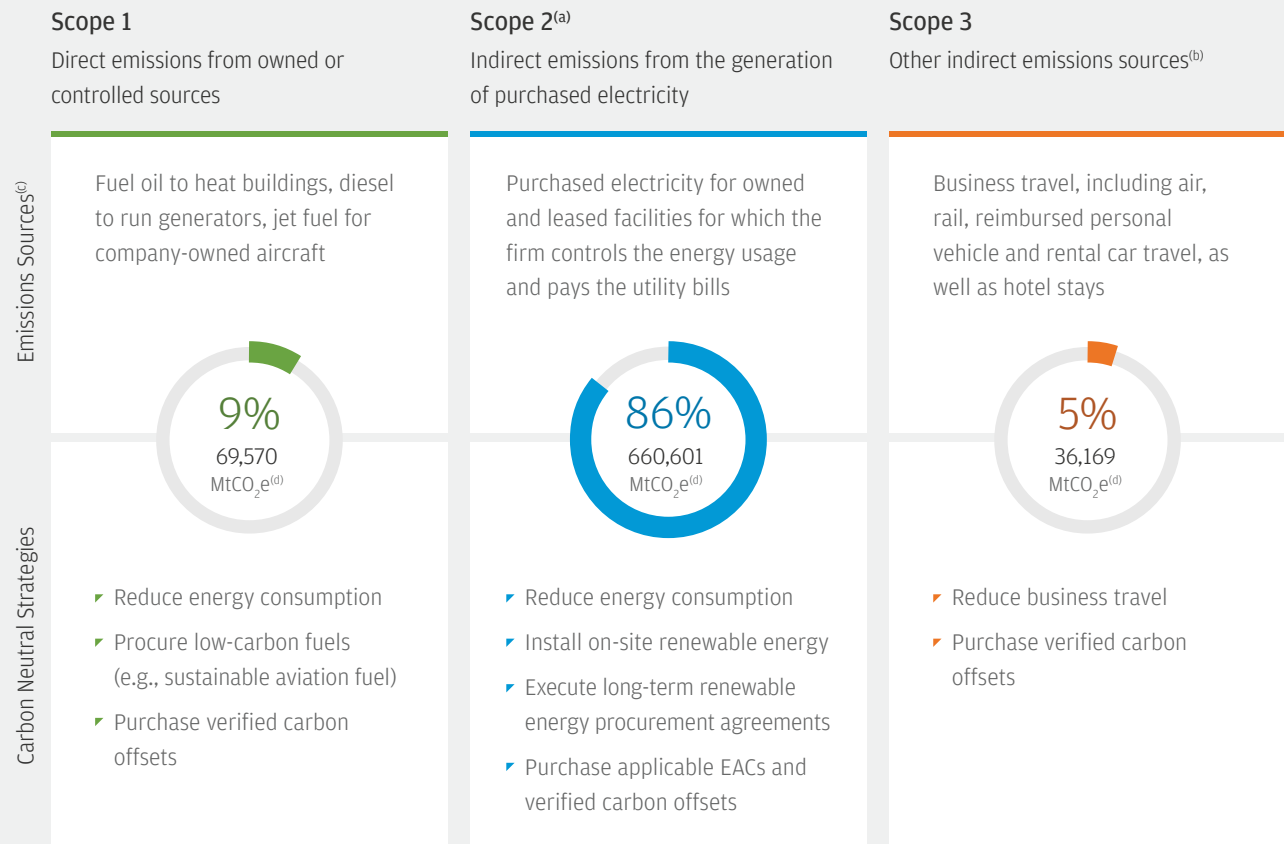 Scope 1
Direct emissions from owned or
controlled sources
Scope 2(a)
Indirect emissions from the generation
of purchased electricity
Scope 3
Other indirect emissions sources(b)
Emissions Sources(c)
Fuel oil to heat buildings, diesel
to run generators, jet fuel for
company-owned aircraft
Purchased electricity for owned
and leased facilities for which the
firm controls the energy usage
and pays the utility bills
Business travel, including air,
rail, reimbursed personal
vehicle and rental car travel, as
well as hotel stays
9%
69,570
MtCO2e(d)
86%
660,601
MtCO2e(d)
5%
36,169
MtCO2e(d)
Carbon Neutral Strategies
Reduce energy consumption
Procure low-carbon fuels
(e.g., sustainable aviation fuel)
Purchase verified carbon
offsets
Reduce energy consumption
Install on-site renewable energy
Execute long-term renewable
energy procurement agreements
Purchase applicable EACs and
verified carbon offsets
Reduce business travel
Purchase verified carbon
offsets